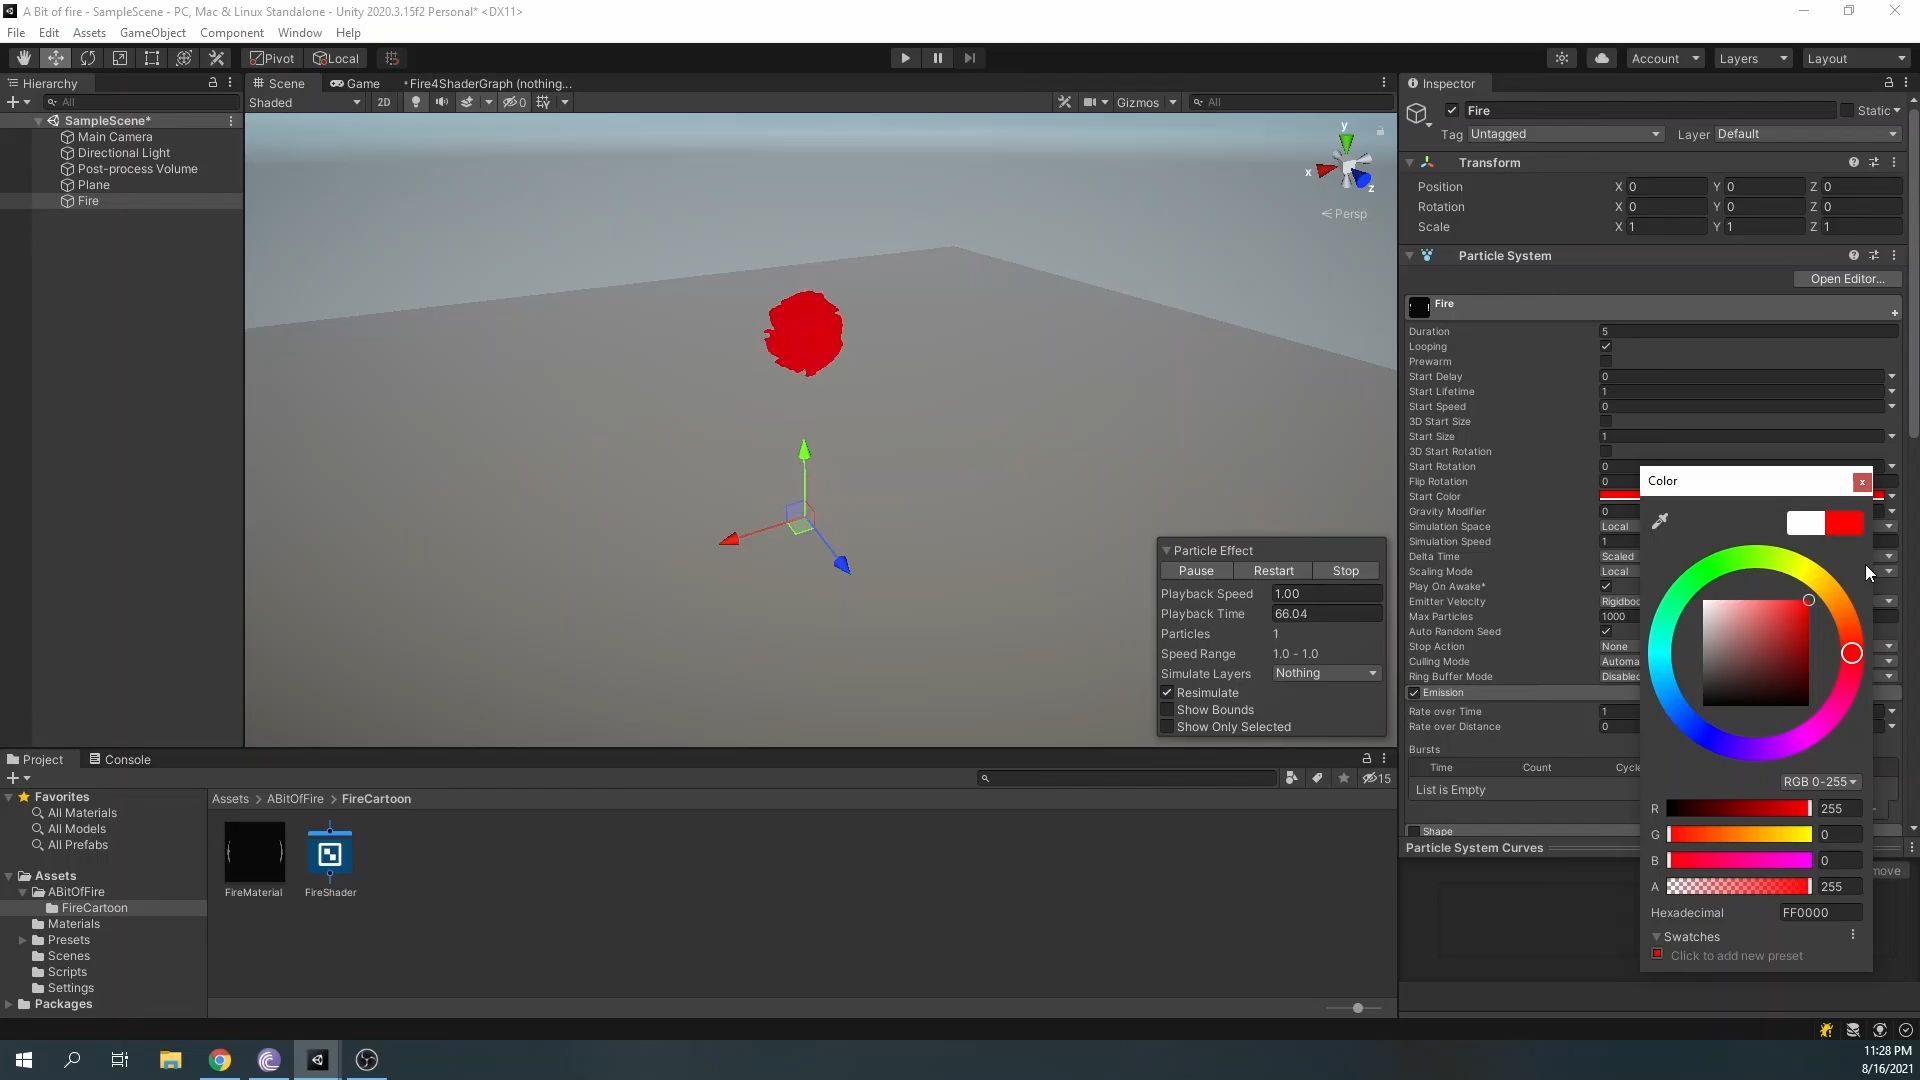 A Bit of fire - SampleScene - PC, Mac & Linux Standalone - Unity 2020.3.15f2 Personal* <DX11>
File Edit Assets GameObject Component Window Help
Pivot Local Account Layers Layout
Hierarchy
All
SampleScene*
Main Camera
Directional Light
Post-process Volume
Plane
Fire
Scene Game *Fire4ShaderGraph (nothing...
Shaded 2D 0 Gizmos All
y
x
z
Persp
Particle Effect
Pause Restart Stop
Playback Speed 1.00
Playback Time 66.04
Particles 1
Speed Range 1.0 - 1.0
Simulate Layers Nothing
Resimulate
Show Bounds
Show Only Selected
Inspector
Fire Static
Tag Untagged Layer Default
Transform
Position X 0 Y 0 Z 0
Rotation X 0 Y 0 Z 0
Scale X 1 Y 1 Z 1
Particle System
Open Editor...
Fire
Duration 5
Looping
Prewarm
Start Delay 0
Start Lifetime 1
Start Speed 0
3D Start Size
Start Size 1
3D Start Rotation
Start Rotation 0
Flip Rotation 0
Start Color
Gravity Modifier 0
Simulation Space Local
Simulation Speed 1
Delta Time Scaled
Scaling Mode Local
Play On Awake*
Emitter Velocity Rigidboc
Max Particles 1000
Auto Random Seed
Stop Action None
Culling Mode Automa
Ring Buffer Mode Disabled
Emission
Rate over Time 1
Rate over Distance 0
Bursts
Time Count Cycle
List is Empty
Shape
Particle System Curves
move
Color
x
RGB 0-255
R 255
G 0
B 0
A 255
Hexadecimal FF0000
Swatches
Click to add new preset
Project Console
15
Favorites
All Materials
All Models
All Prefabs
Assets
ABitOfFire
FireCartoon
Materials
Presets
Scenes
Scripts
Settings
Packages
Assets > ABitOfFire > FireCartoon
FireMaterial FireShader
11:28 PM
8/16/2021